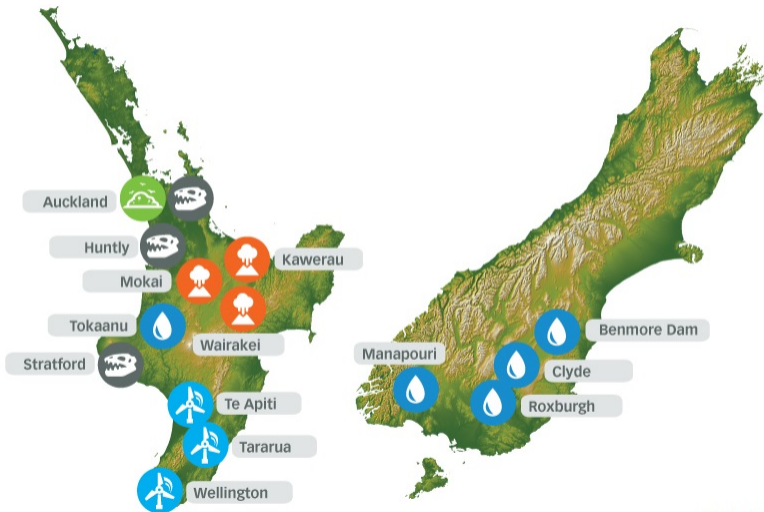 Auckland
Huntly
Kawerau
Mokai
Tokaanu
Wairakei
Stratford
Te Apiti
Tararua
Wellington
Benmore Dam
Manapouri
Clyde
Roxburgh